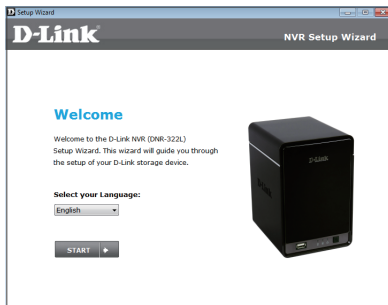 Setup Wizard
D-Link
NVR Setup Wizard
Welcome
Welcome to the D-Link NVR (DNR-322L)
Setup Wizard. This wizard will guide you through
the setup of your D-Link storage device.
D-Link
D-Link
Select your Language:
English
START